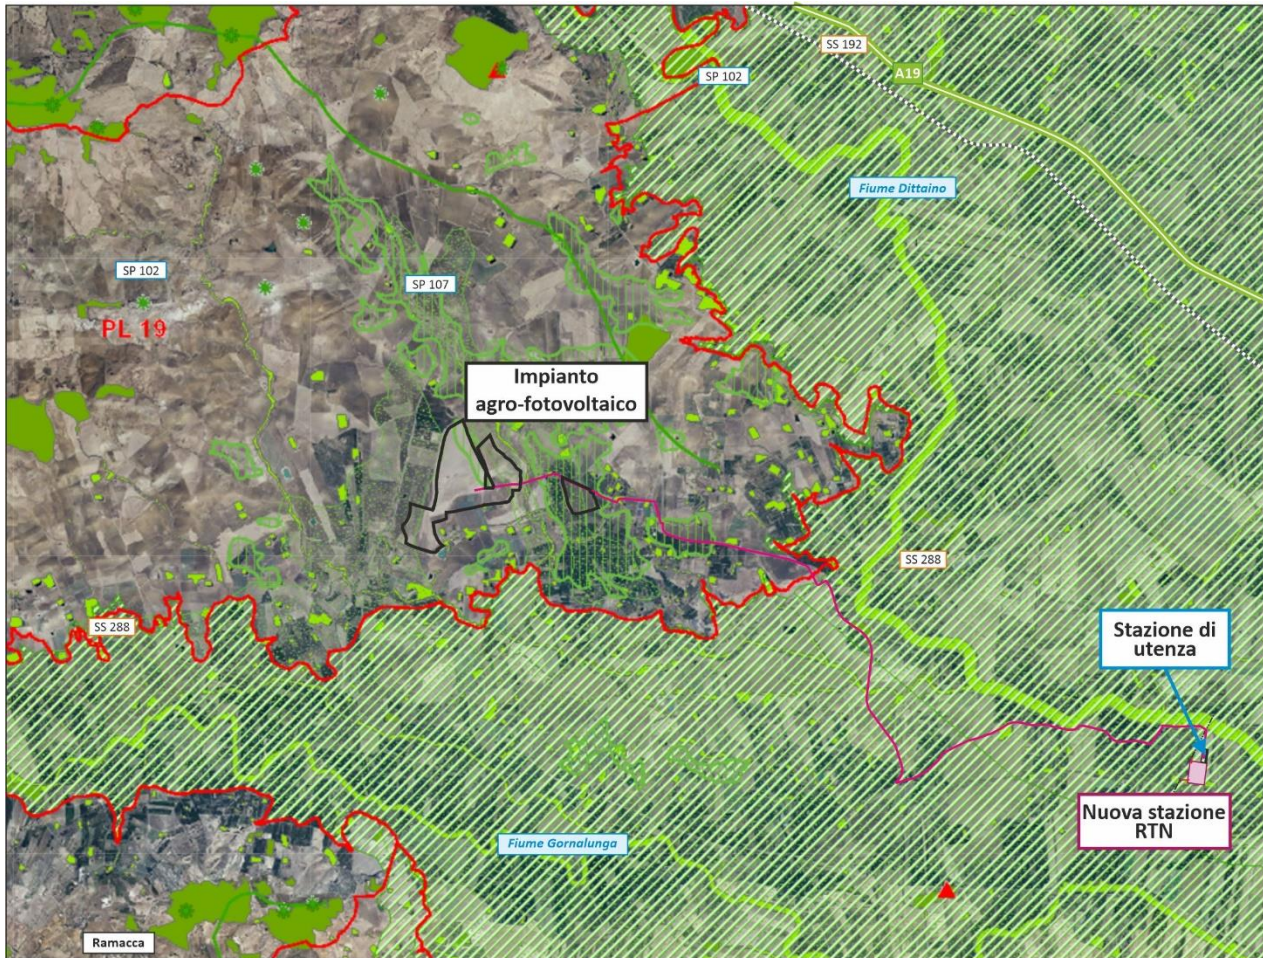 SS 192
A19
SP 102
Fiume Dittaino
SP 102
SP 107
PL 19
Impianto
agro-fotovoltaico
SS 288
SS 288
Stazione di
utenza
Nuova stazione
RTN
Fiume Gornalunga
Ramacca